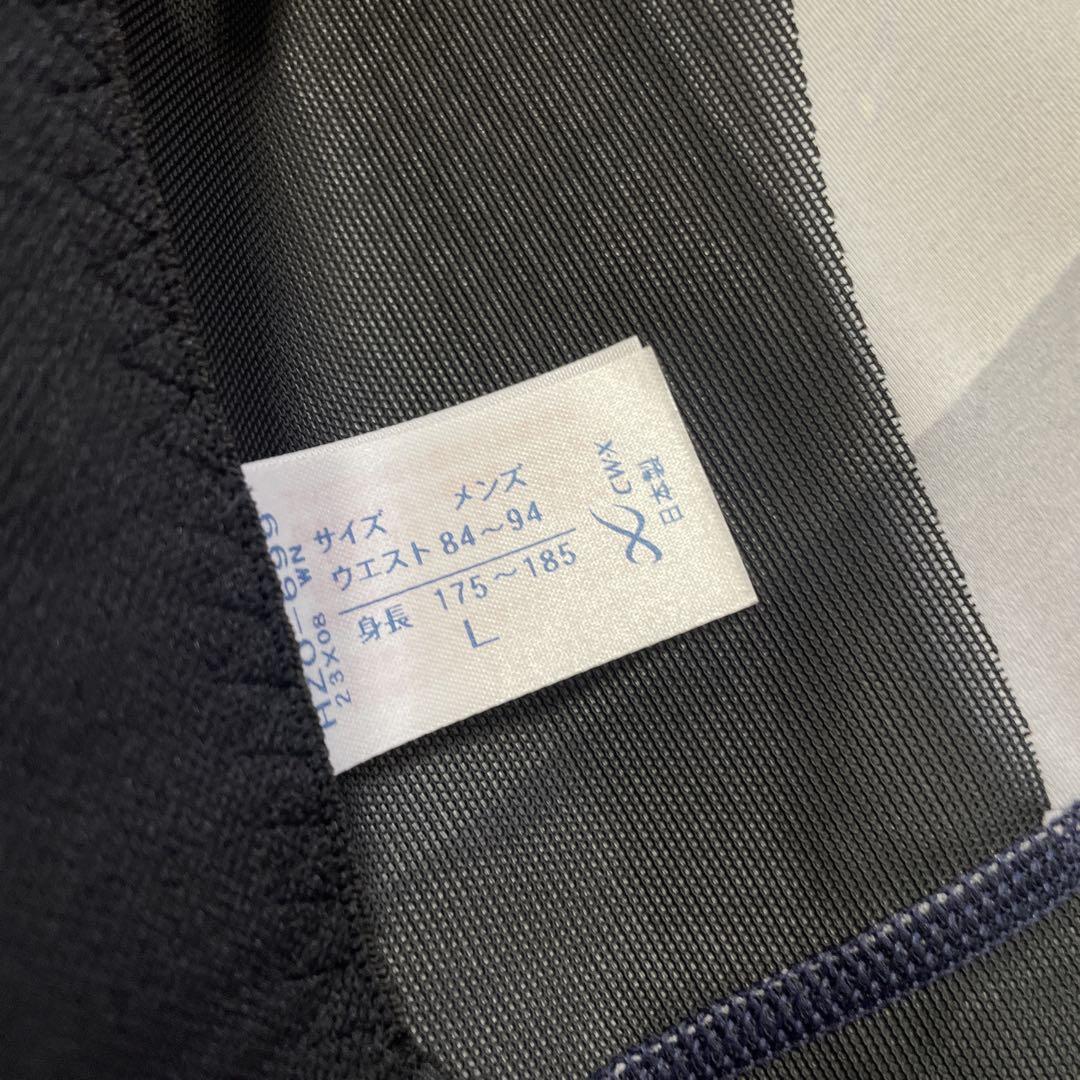 サイズ メンズ
ウエスト 84～94
身長 175～185
L
CW-X
日本製
HZO-699
NW
23X08